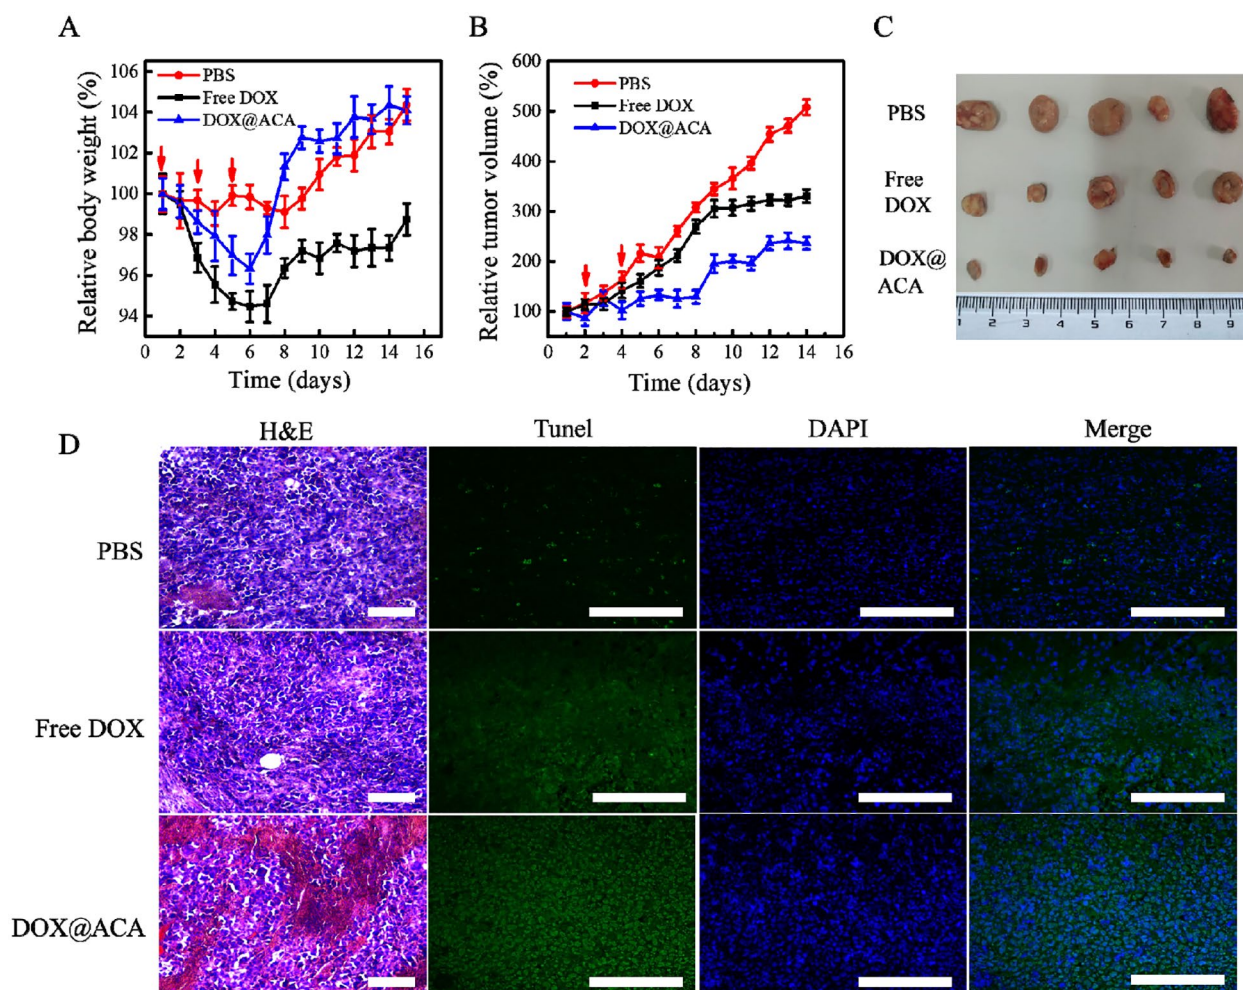 A
B
C
106
104
102
100
98
96
94
PBS
Free DOX
DOX@ACA
Relative body weight (%)
0 2 4 6 8 10 12 14 16
Time (days)
600
500
400
300
200
100
PBS
Free DOX
DOX@ACA
Relative tumor volume (%)
0 2 4 6 8 10 12 14 16
Time (days)
PBS
Free
DOX
DOX@
ACA
1 2 3 4 5 6 7 8 9
D
H&E Tunel DAPI Merge
PBS
Free DOX
DOX@ACA